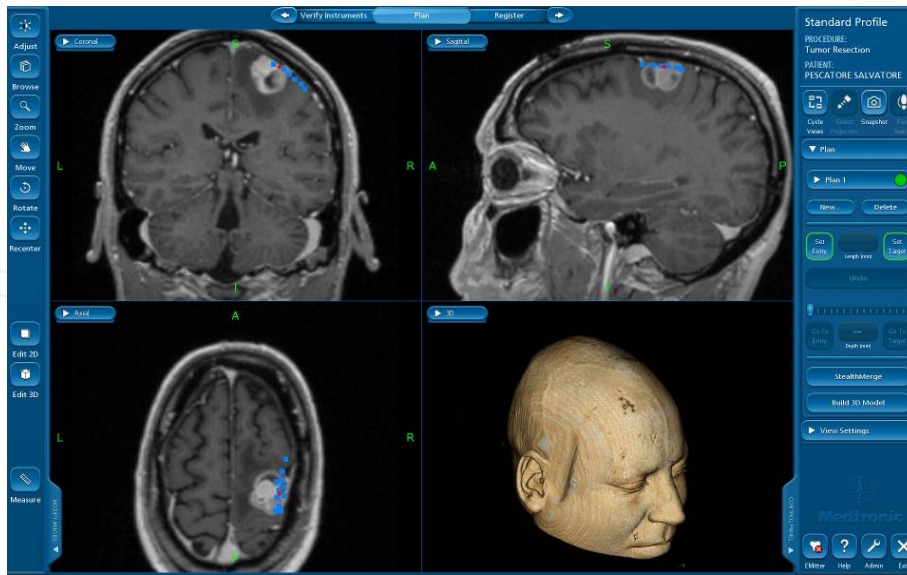 Verify Instruments
Plan
Register
Adjust
Browse
Zoom
Move
Rotate
Recenter
Edit 2D
Edit 3D
Measure
Coronal
S
L
R
I
Sagittal
S
A
P
I
Axial
A
L
R
P
3D
Standard Profile
PROCEDURE:
Tumor Resection
PATIENT:
PESCATORE SALVATORE
Cycle Views
Select
Snapshot
Plan
Plan 1
New...
Delete
Set Entry
Length (mm)
Set Target
Undo
Go To Entry
Depth (mm)
Go To Target
StealthMerge
Build 3D Model
View Settings
Medtronic
EMitter
Help
Admin
Exit
CONTROL PANEL